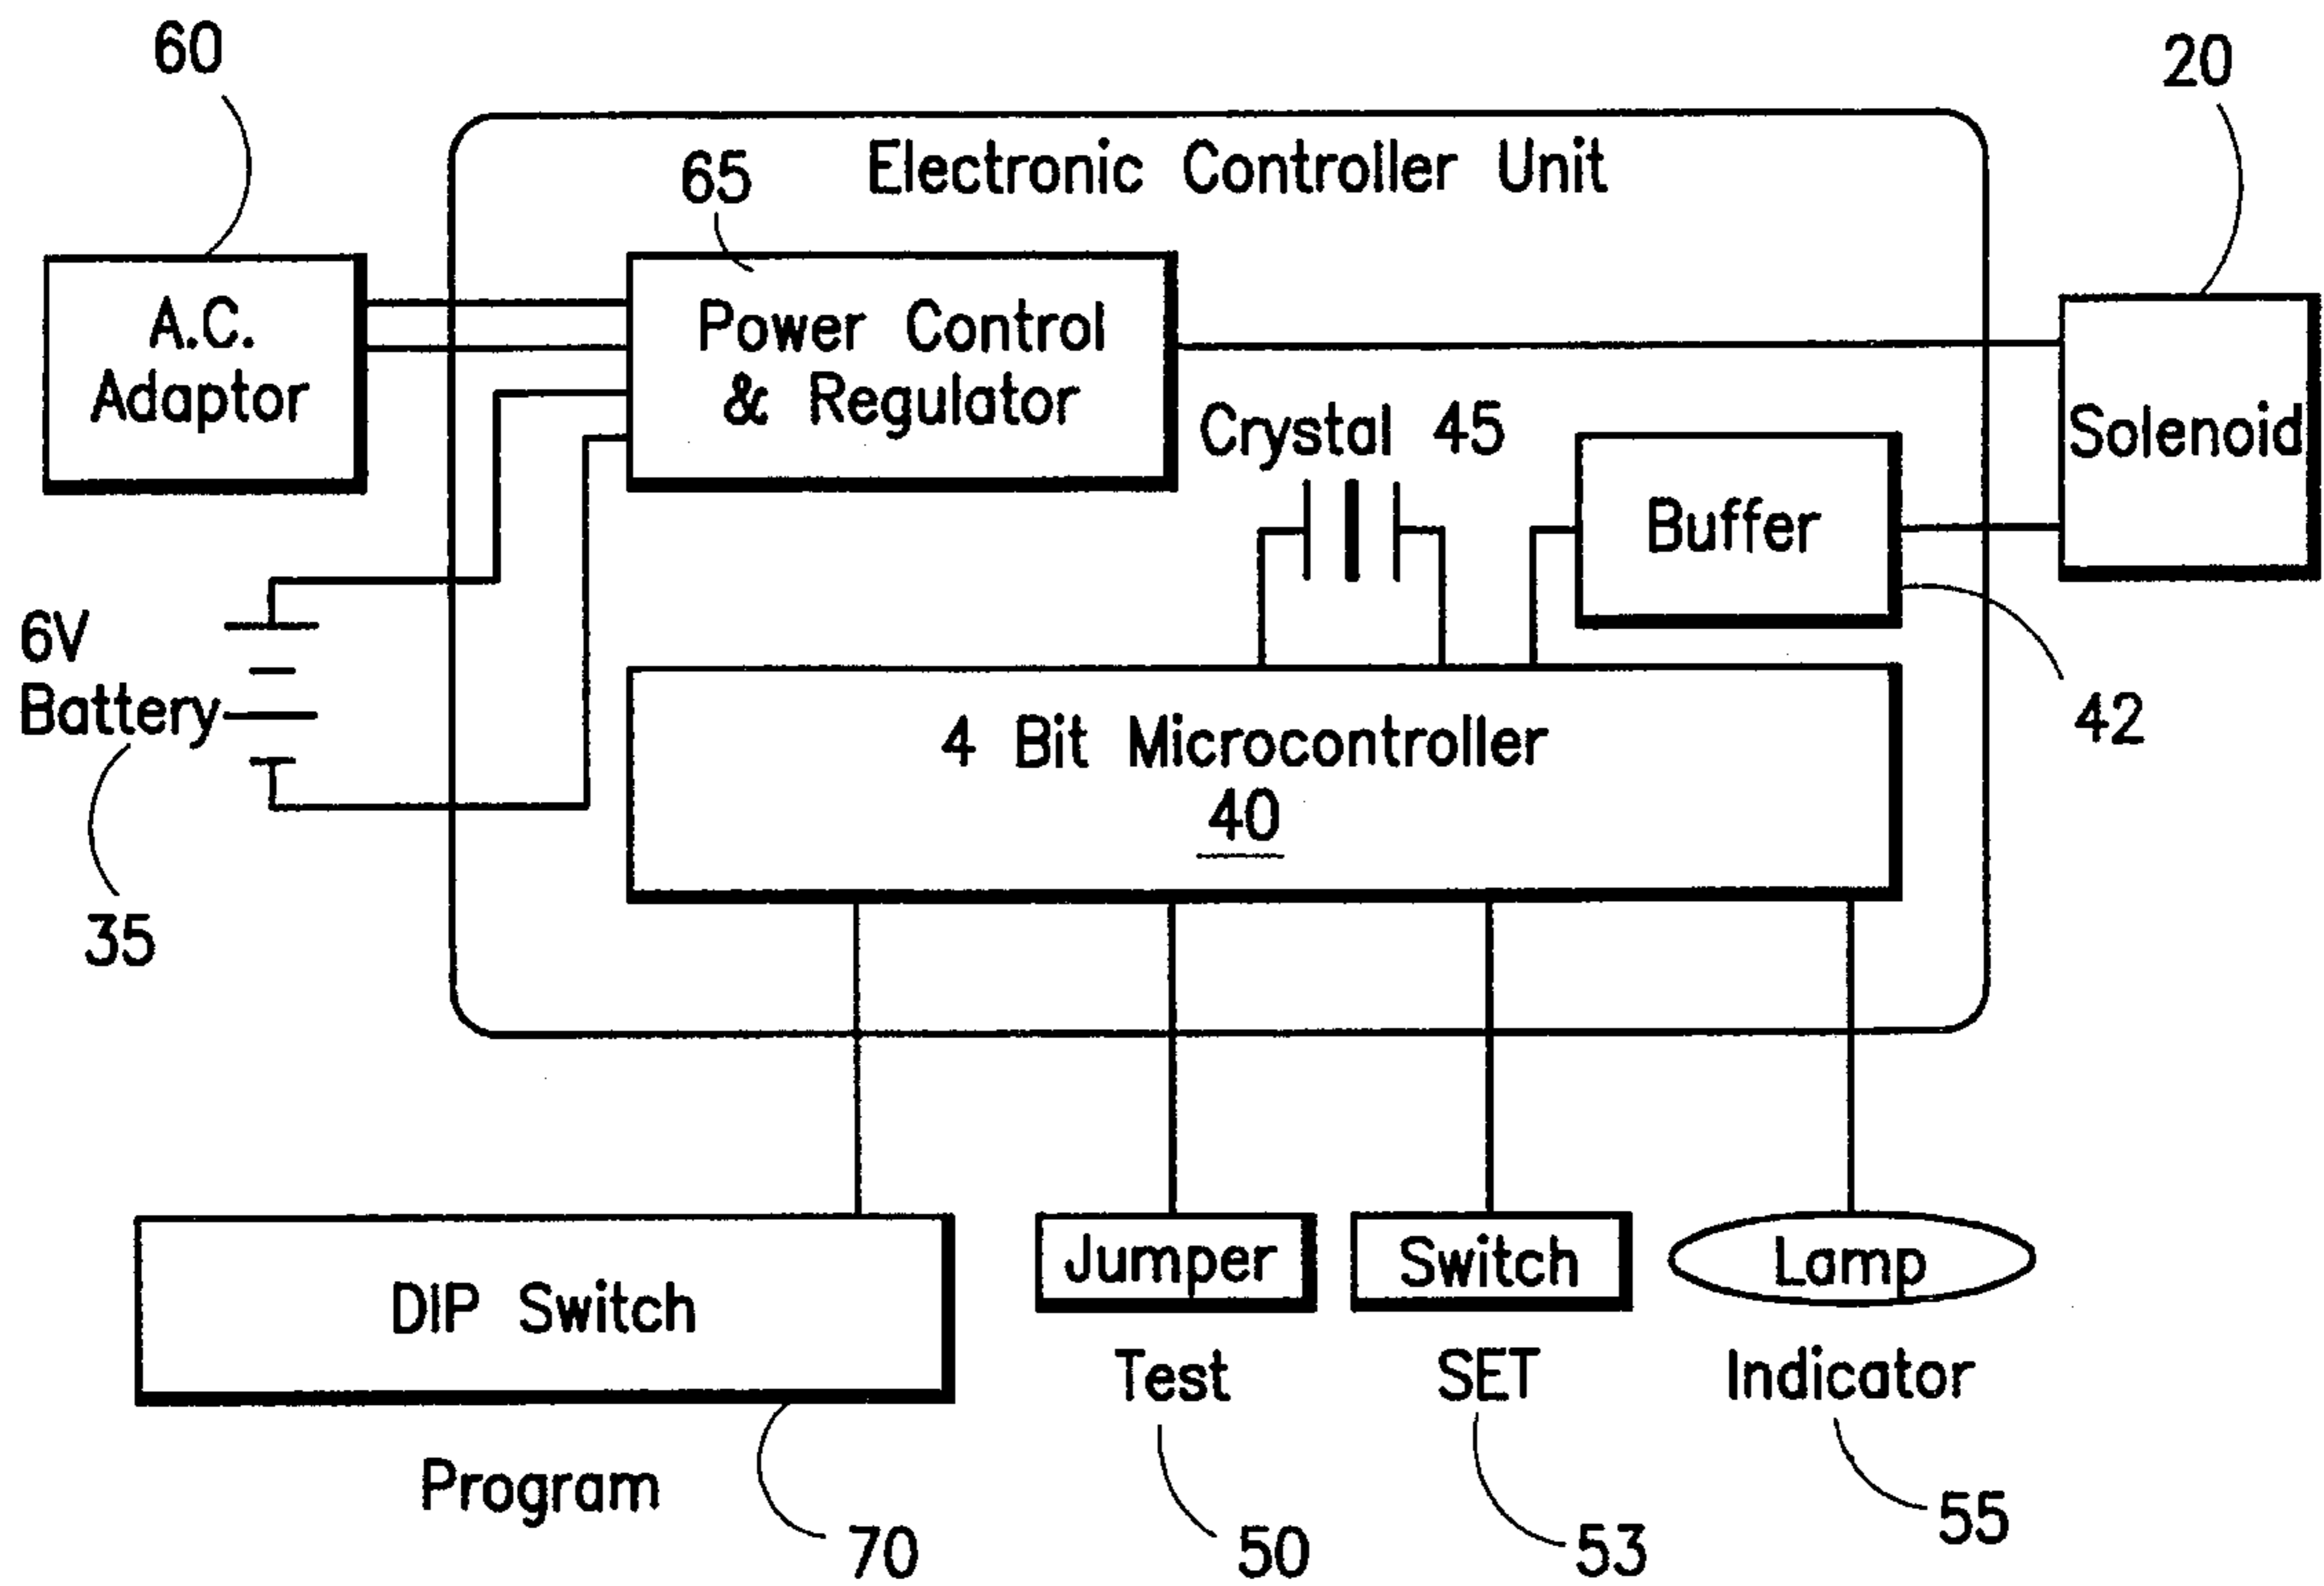 60
20
Electronic Controller Unit
65
A.C.
Adaptor
Power Control
& Regulator
Crystal 45
Solenoid
Buffer
6V
Battery
42
4 Bit Microcontroller
40
35
DIP Switch
Jumper
Switch
Lamp
Test
SET
Indicator
Program
70
50
53
55